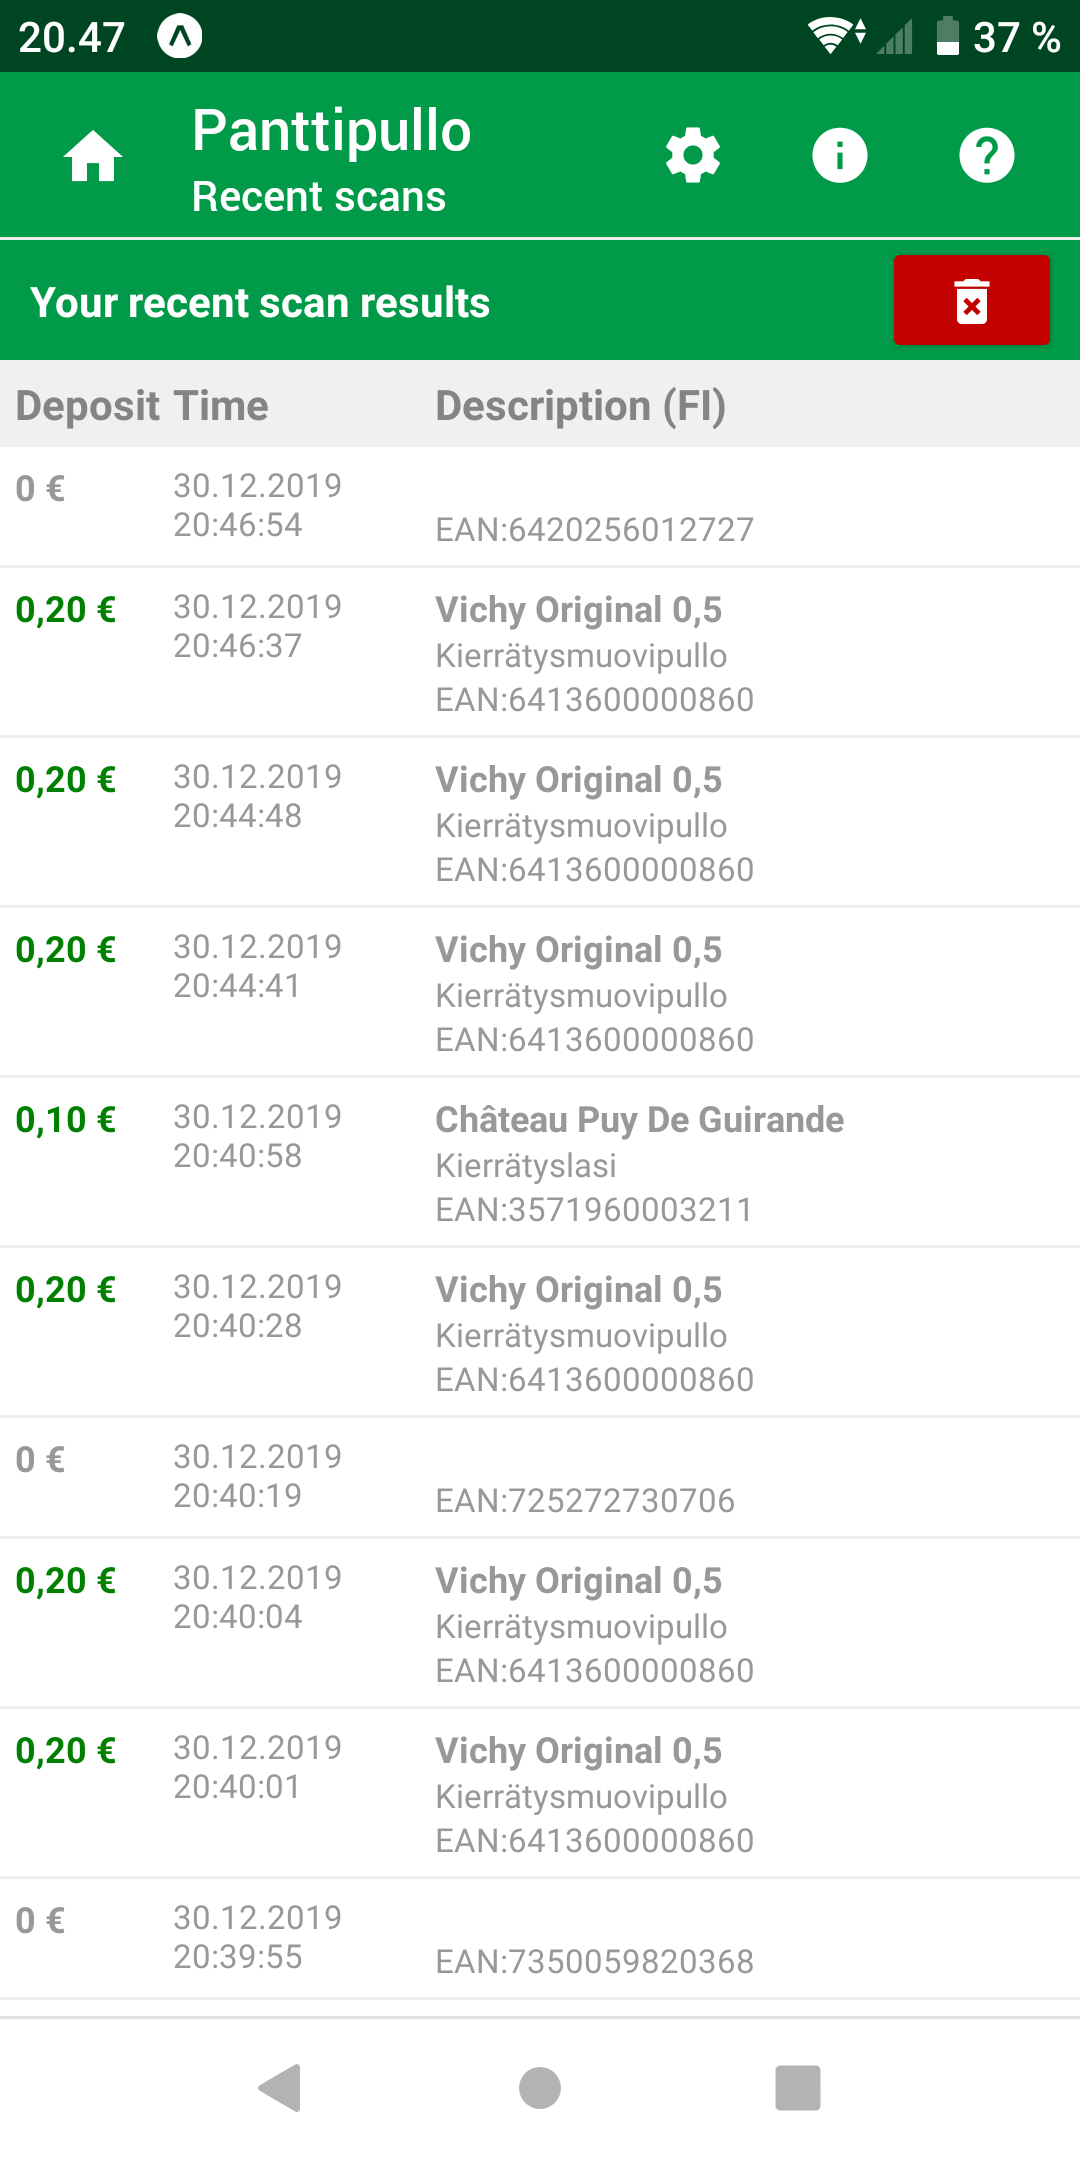 20.47 37 %
Panttipullo
Recent scans
Your recent scan results
Deposit Time Description (FI)
0 € 30.12.2019
20:46:54 EAN:6420256012727
0,20 € 30.12.2019 Vichy Original 0,5
20:46:37 Kierrätysmuovipullo
EAN:6413600000860
0,20 € 30.12.2019 Vichy Original 0,5
20:44:48 Kierrätysmuovipullo
EAN:6413600000860
0,20 € 30.12.2019 Vichy Original 0,5
20:44:41 Kierrätysmuovipullo
EAN:6413600000860
0,10 € 30.12.2019 Château Puy De Guirande
20:40:58 Kierrätyslasi
EAN:3571960003211
0,20 € 30.12.2019 Vichy Original 0,5
20:40:28 Kierrätysmuovipullo
EAN:6413600000860
0 € 30.12.2019
20:40:19 EAN:725272730706
0,20 € 30.12.2019 Vichy Original 0,5
20:40:04 Kierrätysmuovipullo
EAN:6413600000860
0,20 € 30.12.2019 Vichy Original 0,5
20:40:01 Kierrätysmuovipullo
EAN:6413600000860
0 € 30.12.2019
20:39:55 EAN:7350059820368